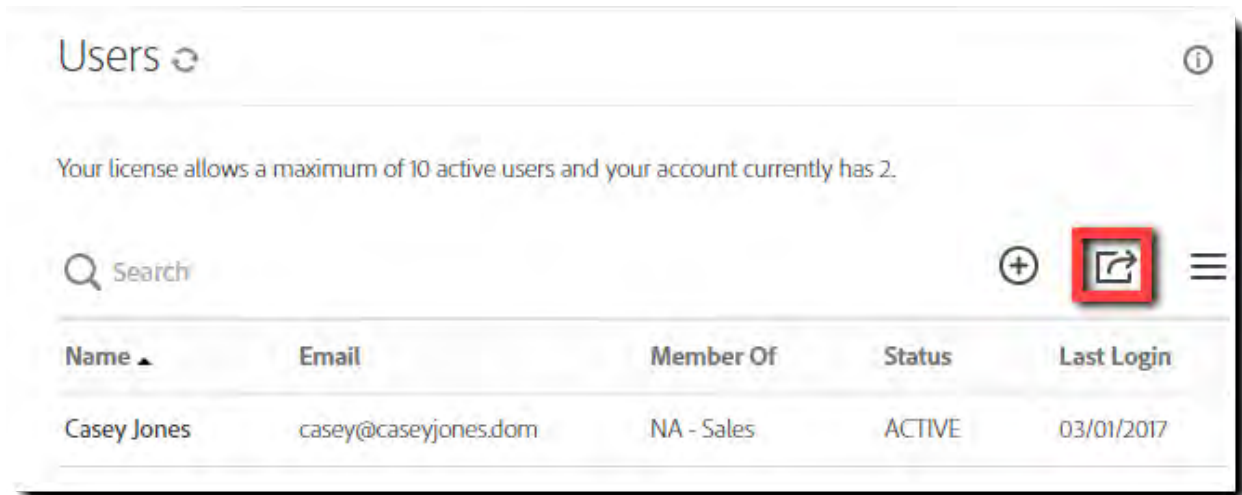 Users
Your license allows a maximum of 10 active users and your account currently has 2.
Search
Name Email Member Of Status Last Login
Casey Jones casey@caseyjones.dom NA - Sales ACTIVE 03/01/2017